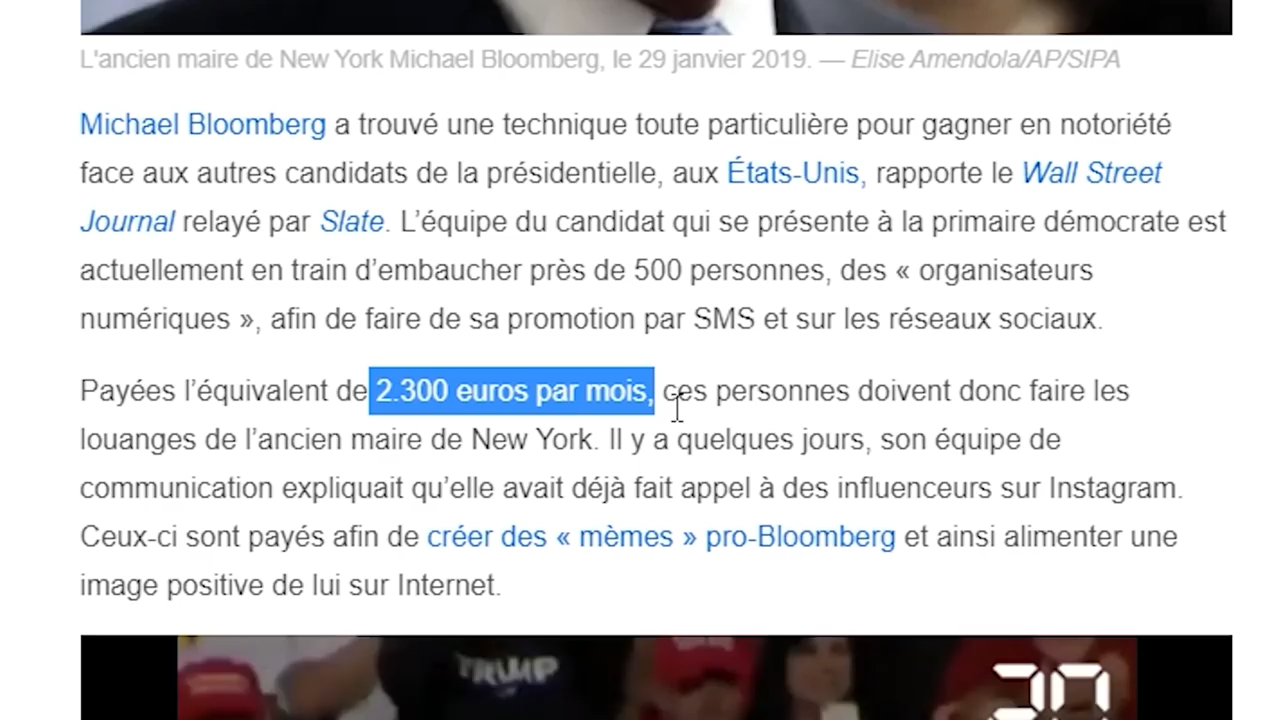 L'ancien maire de New York Michael Bloomberg, le 29 janvier 2019. — Elise Amendola/AP/SIPA
Michael Bloomberg a trouvé une technique toute particulière pour gagner en notoriété
face aux autres candidats de la présidentielle, aux États-Unis, rapporte le Wall Street
Journal relayé par Slate. L’équipe du candidat qui se présente à la primaire démocrate est
actuellement en train d’embaucher près de 500 personnes, des « organisateurs
numériques », afin de faire de sa promotion par SMS et sur les réseaux sociaux.
Payées l’équivalent de 2.300 euros par mois, ces personnes doivent donc faire les
louanges de l’ancien maire de New York. Il y a quelques jours, son équipe de
communication expliquait qu’elle avait déjà fait appel à des influenceurs sur Instagram.
Ceux-ci sont payés afin de créer des « mèmes » pro-Bloomberg et ainsi alimenter une
image positive de lui sur Internet.
TRUMP
20